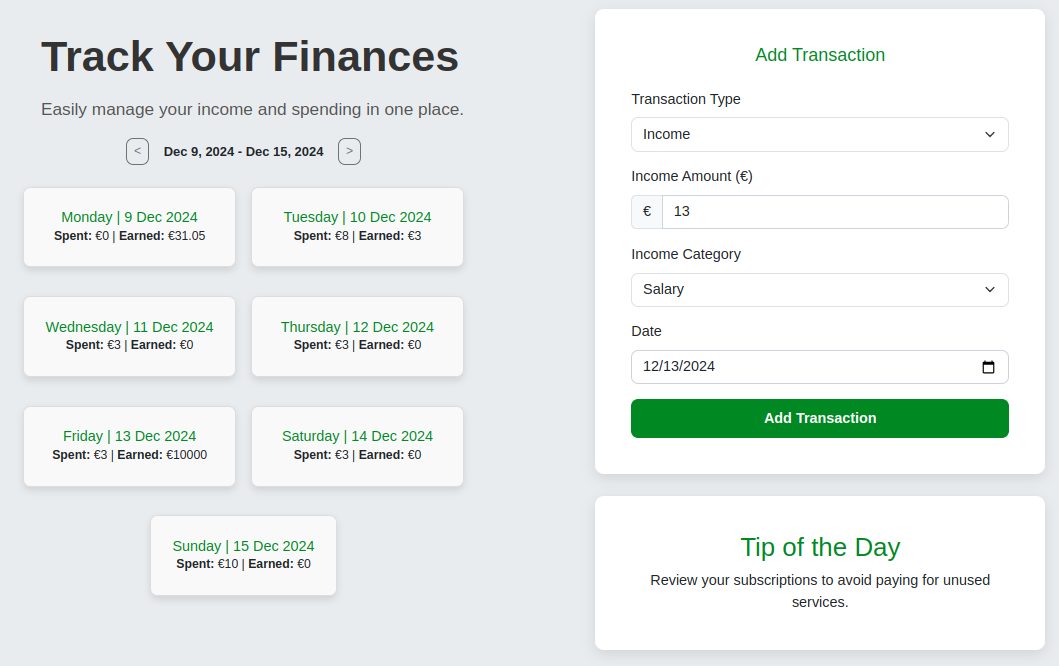 Track Your Finances
Easily manage your income and spending in one place.
< Dec 9, 2024 - Dec 15, 2024 >
Monday | 9 Dec 2024
Spent: €0 | Earned: €31.05
Tuesday | 10 Dec 2024
Spent: €8 | Earned: €3
Wednesday | 11 Dec 2024
Spent: €3 | Earned: €0
Thursday | 12 Dec 2024
Spent: €3 | Earned: €0
Friday | 13 Dec 2024
Spent: €3 | Earned: €10000
Saturday | 14 Dec 2024
Spent: €3 | Earned: €0
Sunday | 15 Dec 2024
Spent: €10 | Earned: €0
Add Transaction
Transaction Type
Income
Income Amount (€)
€ 13
Income Category
Salary
Date
12/13/2024
Add Transaction
Tip of the Day
Review your subscriptions to avoid paying for unused
services.